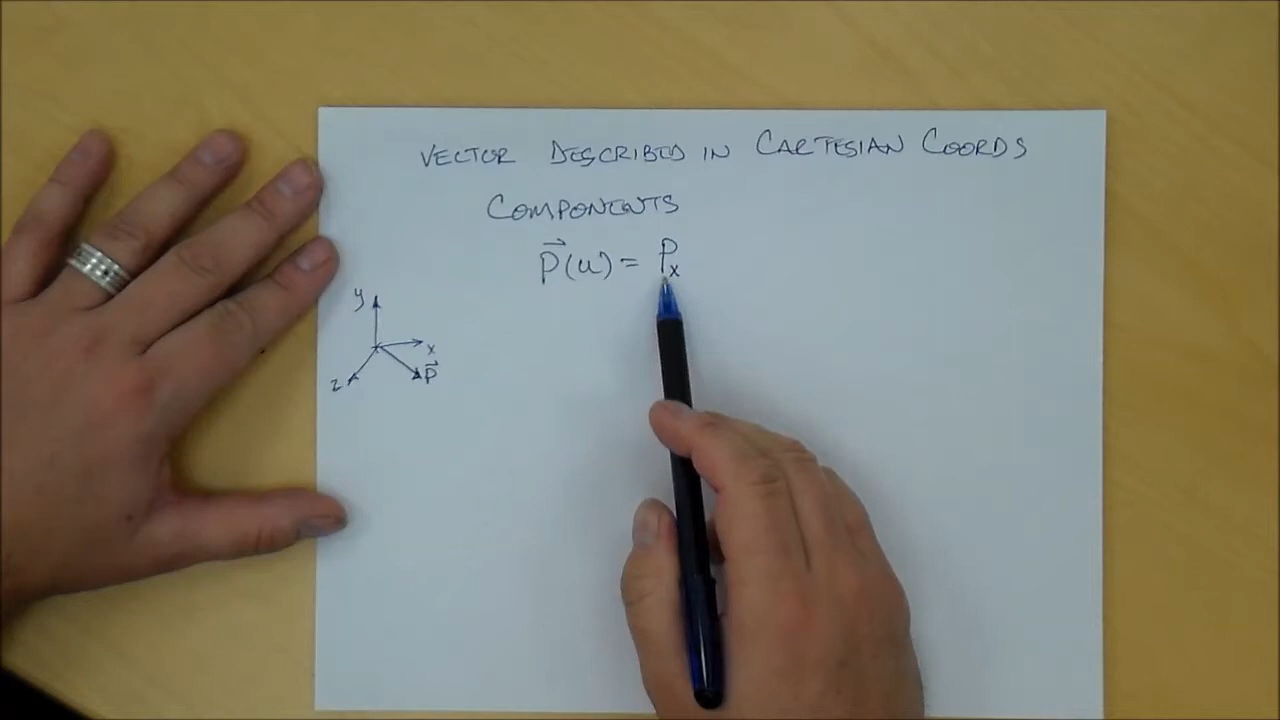 VECTOR DESCRIBED IN CARTESIAN COORDS
COMPONENTS
P⃗(u) = Pₓ
y
x
P⃗
z